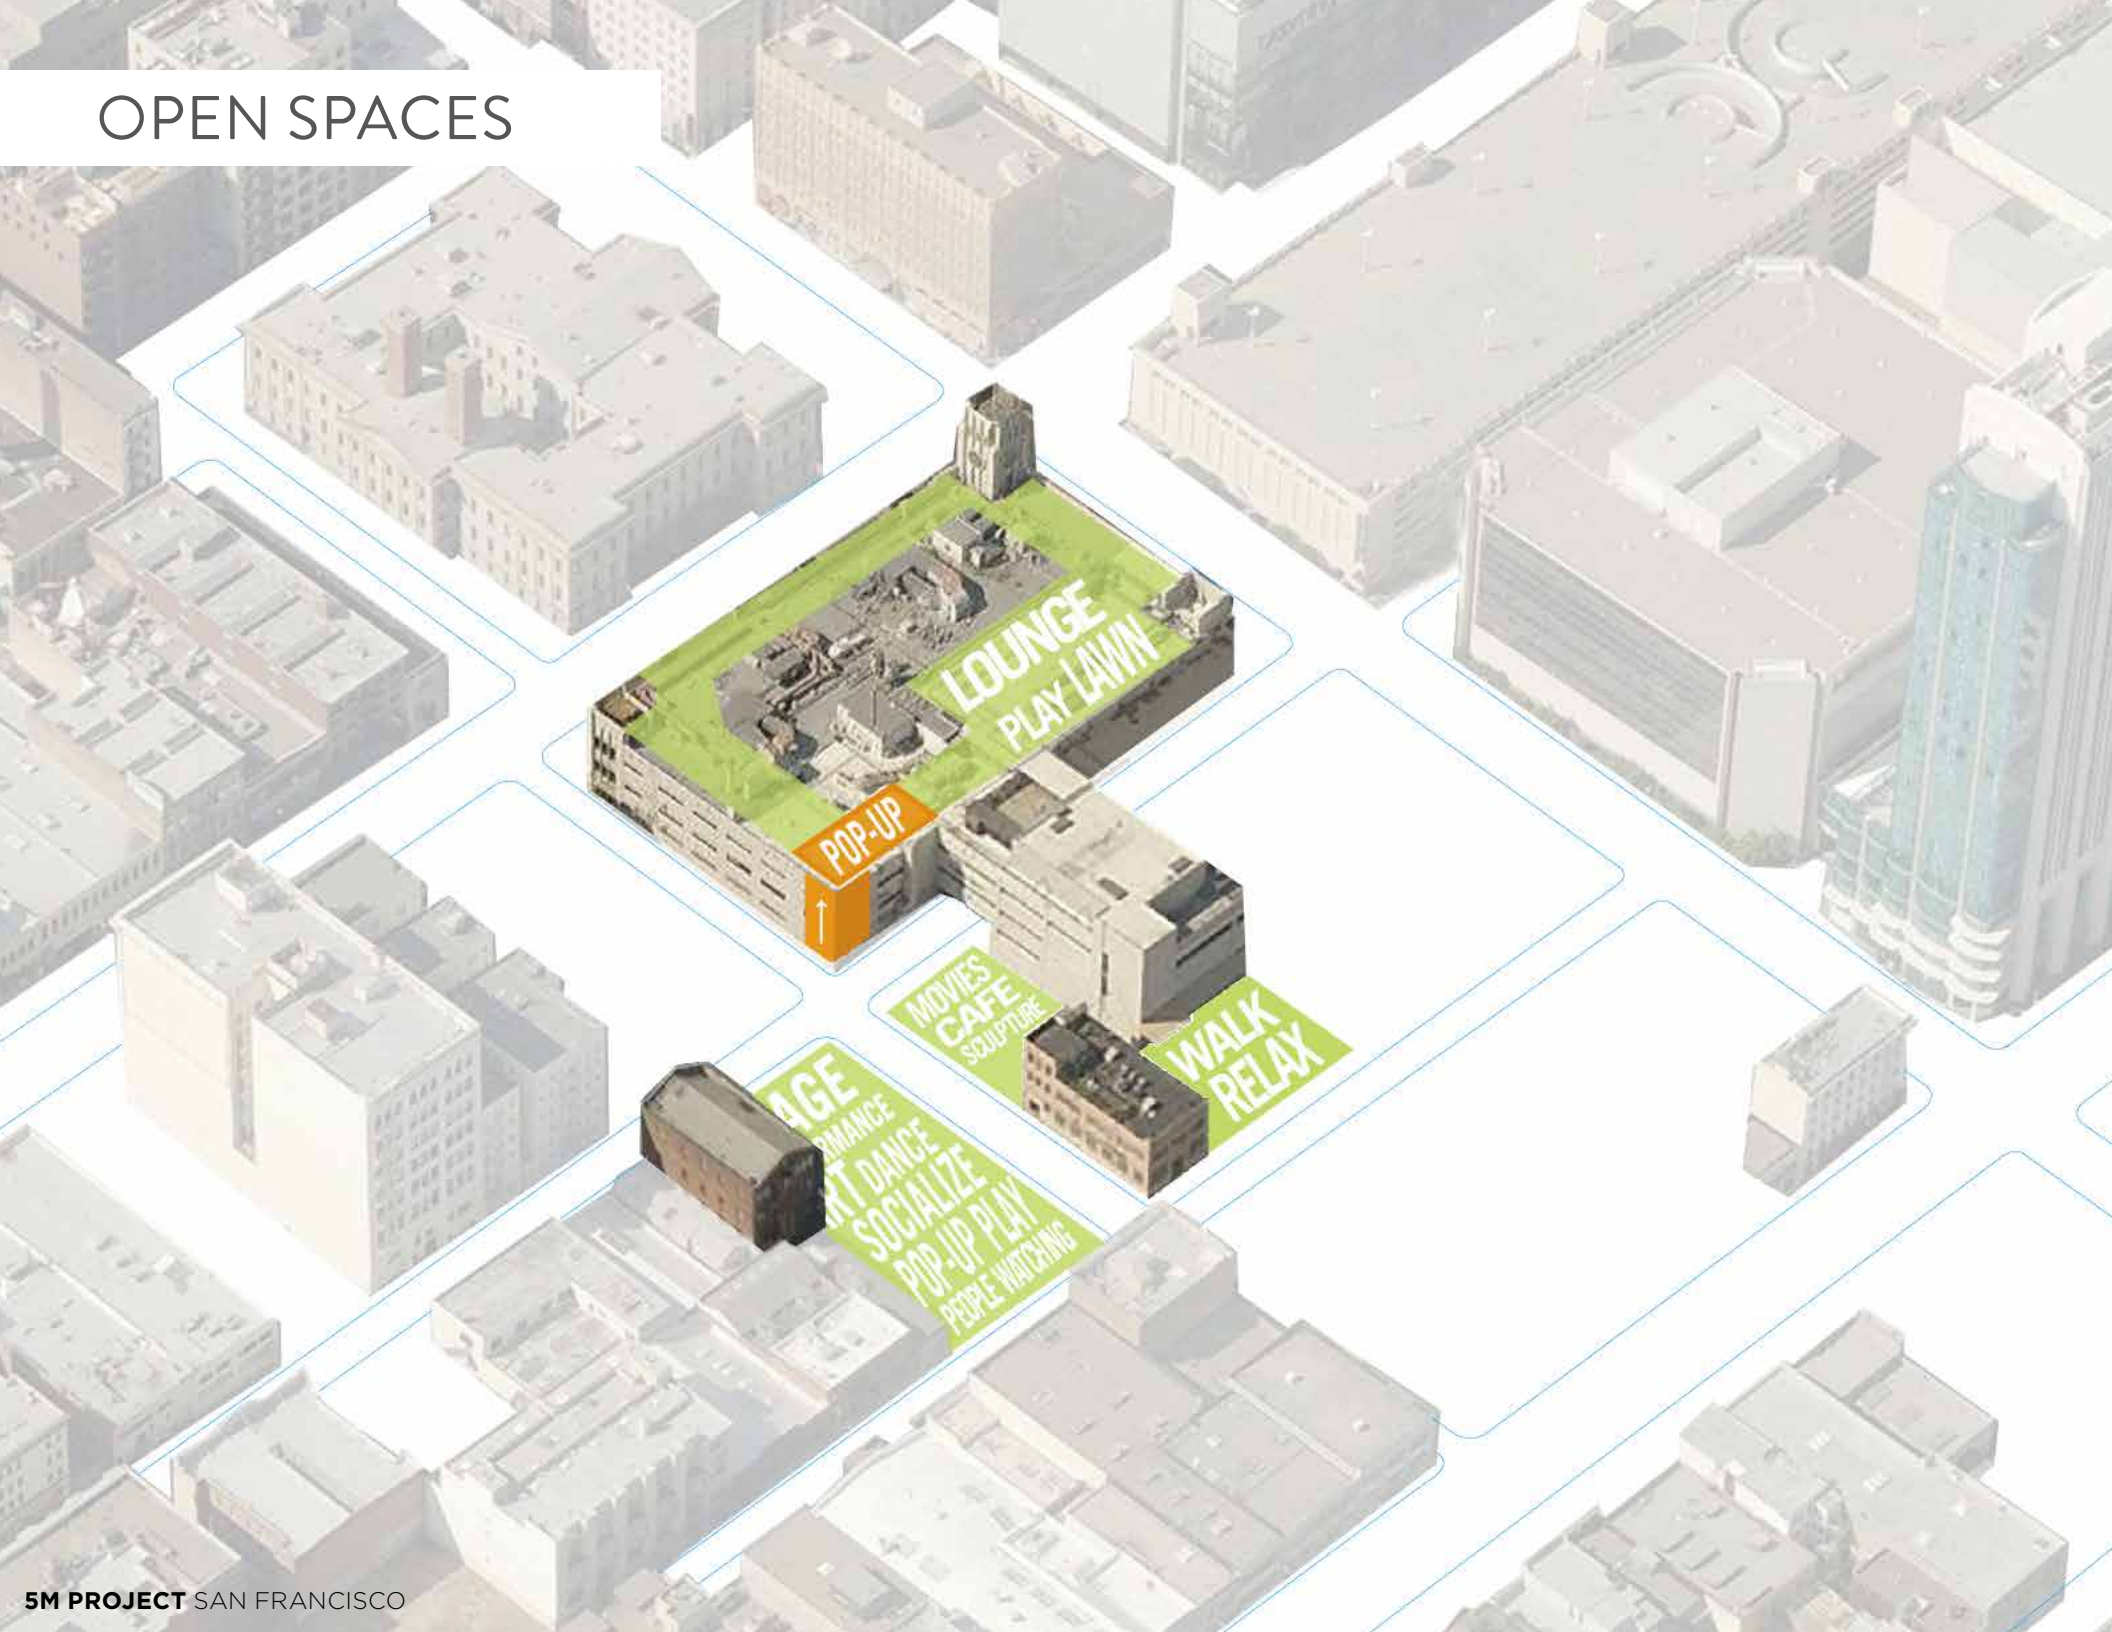 OPEN SPACES
LOUNGE
PLAY LAWN
POP-UP
MOVIES
CAFE
SCULPTURE
WALK
RELAX
AGE
RMANCE
RT DANCE
SOCIALIZE
POP-UP PLAY
PEOPLE WATCHING
5M PROJECT SAN FRANCISCO